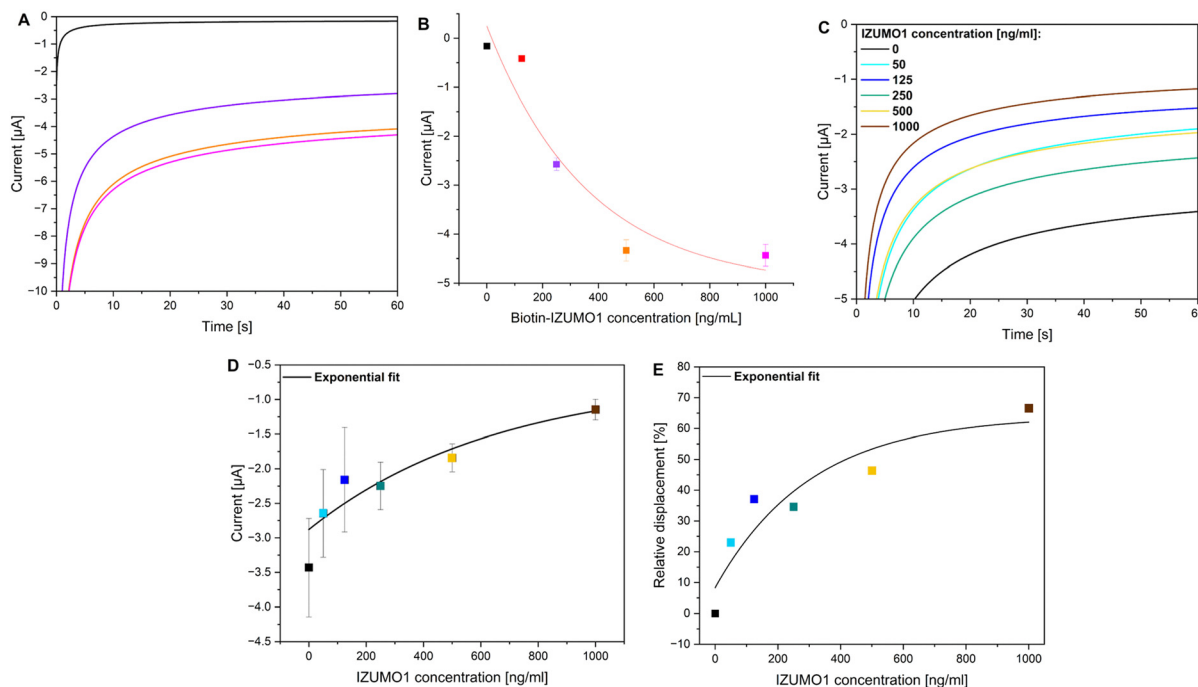 A
0
−1
−2
−3
−4
−5
−6
−7
−8
−9
−10
Current [µA]
0 10 20 30 40 50 60
Time [s]
B
0
−1
−2
−3
−4
−5
Current [µA]
0 200 400 600 800 1000
Biotin-IZUMO1 concentration [ng/mL]
C
IZUMO1 concentration [ng/ml]:
0
50
125
250
500
1000
0
−1
−2
−3
−4
−5
Current [µA]
0 10 20 30 40 50 60
Time [s]
D
Exponential fit
−0.5
−1.0
−1.5
−2.0
−2.5
−3.0
−3.5
−4.0
−4.5
Current [µA]
0 200 400 600 800 1000
IZUMO1 concentration [ng/ml]
E
Exponential fit
80
70
60
50
40
30
20
10
0
−10
Relative displacement [%]
0 200 400 600 800 1000
IZUMO1 concentration [ng/ml]